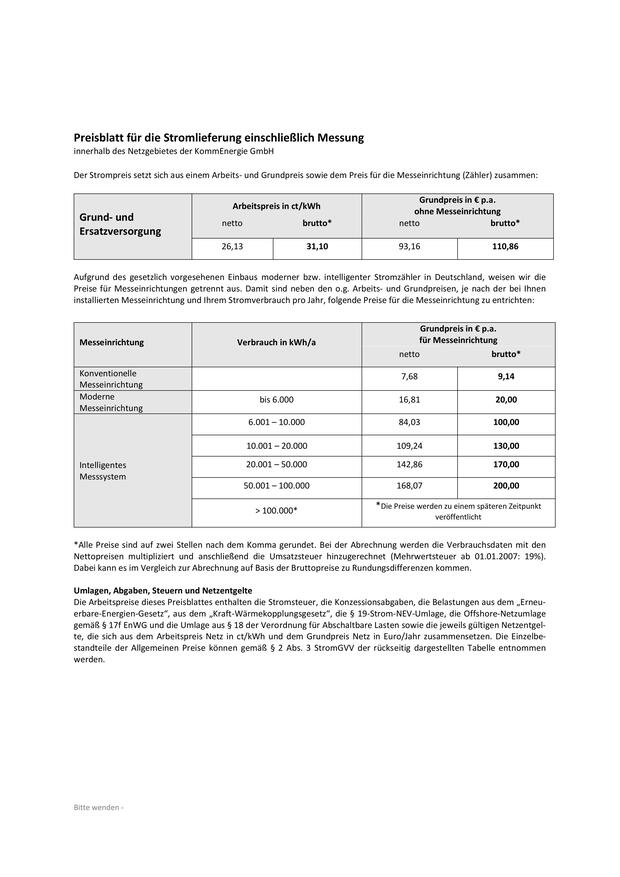 Preisblatt für die Stromlieferung einschließlich Messung
innerhalb des Netzgebietes der KommEnergie GmbH
Der Strompreis setzt sich aus einem Arbeits- und Grundpreis sowie dem Preis für die Messeinrichtung (Zähler) zusammen:
Grund- und
Ersatzversorgung
Arbeitspreis in ct/kWh
Grundpreis in € p.a.
ohne Messeinrichtung
netto brutto* netto brutto*
26,13 31,10 93,16 110,86
Aufgrund des gesetzlich vorgesehenen Einbaus moderner bzw. intelligenter Stromzähler in Deutschland, weisen wir die
Preise für Messeinrichtungen getrennt aus. Damit sind neben den o.g. Arbeits- und Grundpreisen, je nach der bei Ihnen
installierten Messeinrichtung und Ihrem Stromverbrauch pro Jahr, folgende Preise für die Messeinrichtung zu entrichten:
Messeinrichtung Verbrauch in kWh/a
Grundpreis in € p.a.
für Messeinrichtung
netto brutto*
Konventionelle
Messeinrichtung
7,68 9,14
Moderne
Messeinrichtung
bis 6.000 16,81 20,00
Intelligentes
Messsystem
6.001 – 10.000 84,03 100,00
10.001 – 20.000 109,24 130,00
20.001 – 50.000 142,86 170,00
50.001 – 100.000 168,07 200,00
> 100.000*
*Die Preise werden zu einem späteren Zeitpunkt
veröffentlicht
*Alle Preise sind auf zwei Stellen nach dem Komma gerundet. Bei der Abrechnung werden die Verbrauchsdaten mit den
Nettopreisen multipliziert und anschließend die Umsatzsteuer hinzugerechnet (Mehrwertsteuer ab 01.01.2007: 19%).
Dabei kann es im Vergleich zur Abrechnung auf Basis der Bruttopreise zu Rundungsdifferenzen kommen.
Umlagen, Abgaben, Steuern und Netzentgelte
Die Arbeitspreise dieses Preisblattes enthalten die Stromsteuer, die Konzessionsabgaben, die Belastungen aus dem „Erneu-
erbare-Energien-Gesetz“, aus dem „Kraft-Wärmekopplungsgesetz“, die § 19-Strom-NEV-Umlage, die Offshore-Netzumlage
gemäß § 17f EnWG und die Umlage aus § 18 der Verordnung für Abschaltbare Lasten sowie die jeweils gültigen Netzentgel-
te, die sich aus dem Arbeitspreis Netz in ct/kWh und dem Grundpreis Netz in Euro/Jahr zusammensetzen. Die Einzelbe-
standteile der Allgemeinen Preise können gemäß § 2 Abs. 3 StromGVV der rückseitig dargestellten Tabelle entnommen
werden.
Bitte wenden -